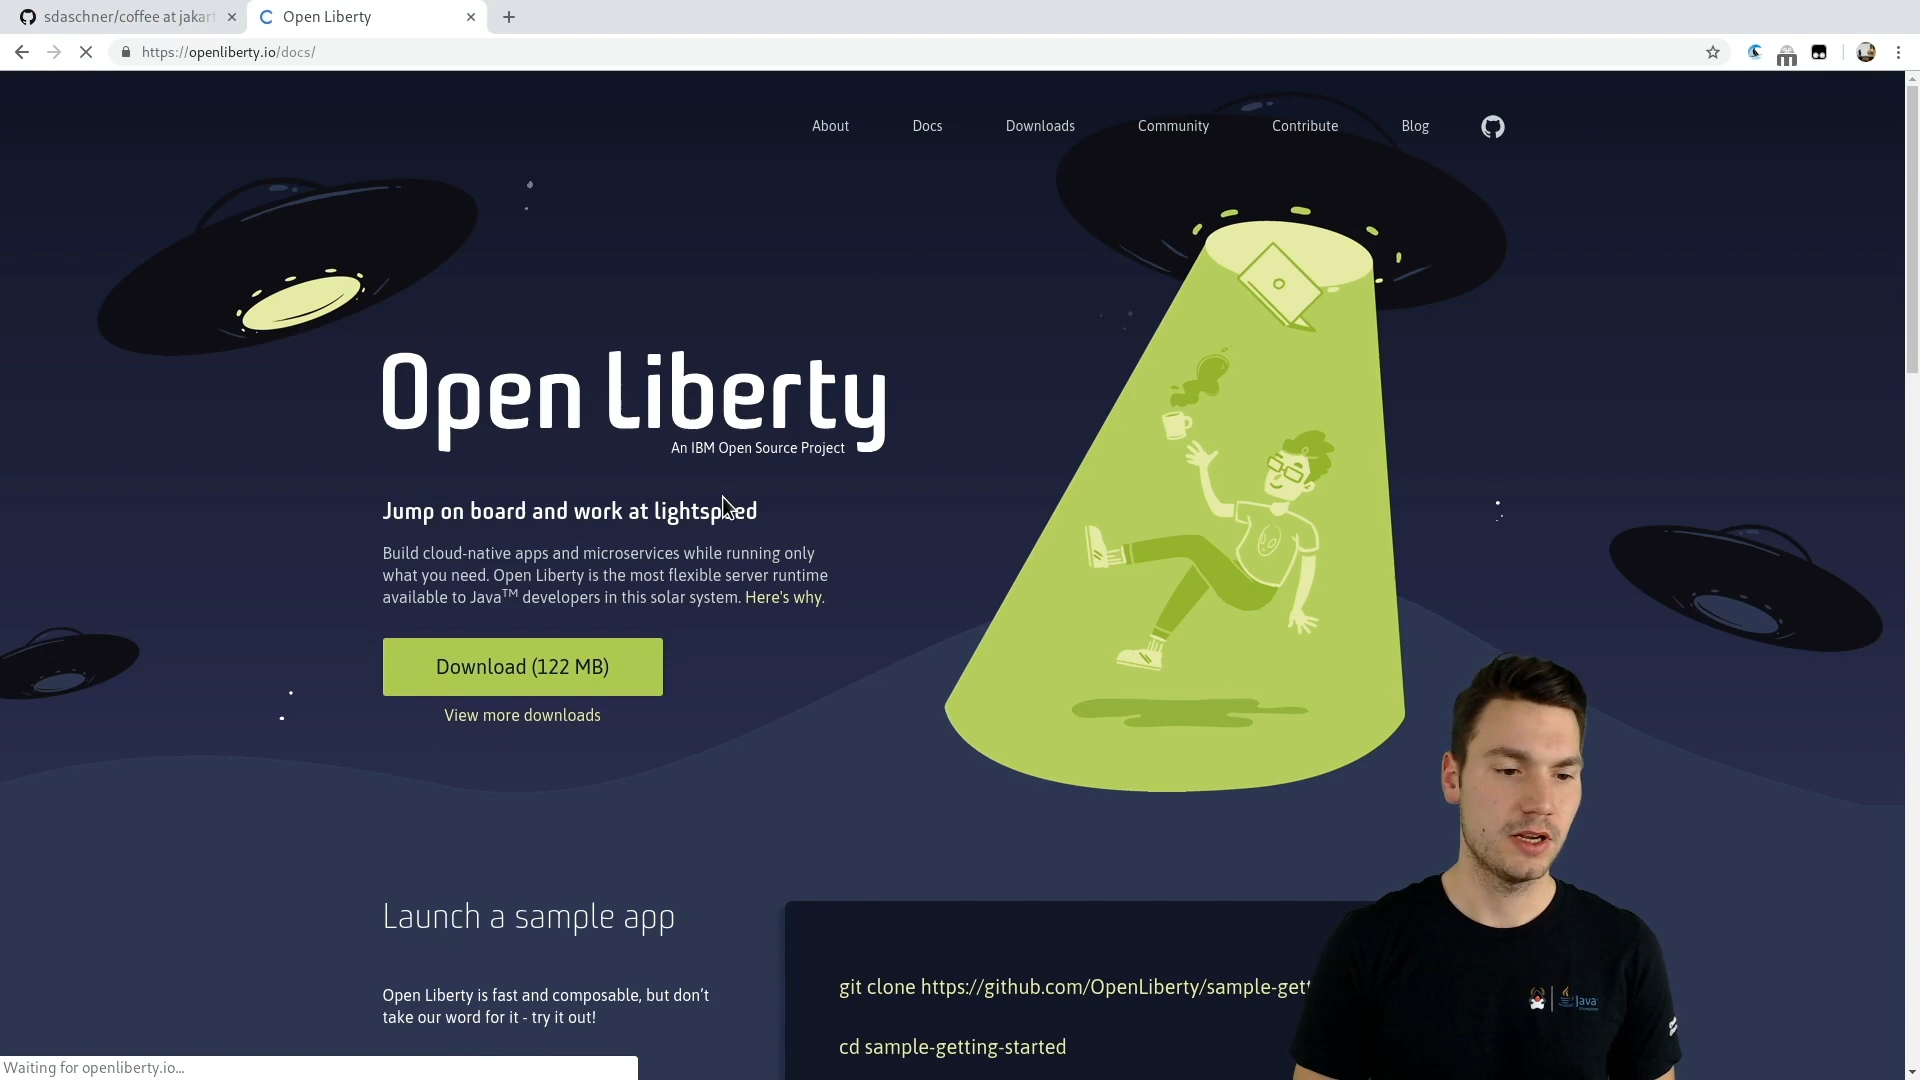 sdaschner/coffee at jakart
Open Liberty
https://openliberty.io/docs/
About
Docs
Downloads
Community
Contribute
Blog
Open Liberty
An IBM Open Source Project
Jump on board and work at lightspeed
Build cloud-native apps and microservices while running only
what you need. Open Liberty is the most flexible server runtime
available to Java™ developers in this solar system. Here's why.
Download (122 MB)
View more downloads
Launch a sample app
Open Liberty is fast and composable, but don’t
take our word for it - try it out!
git clone https://github.com/OpenLiberty/sample-gett
cd sample-getting-started
Java
Waiting for openliberty.io...